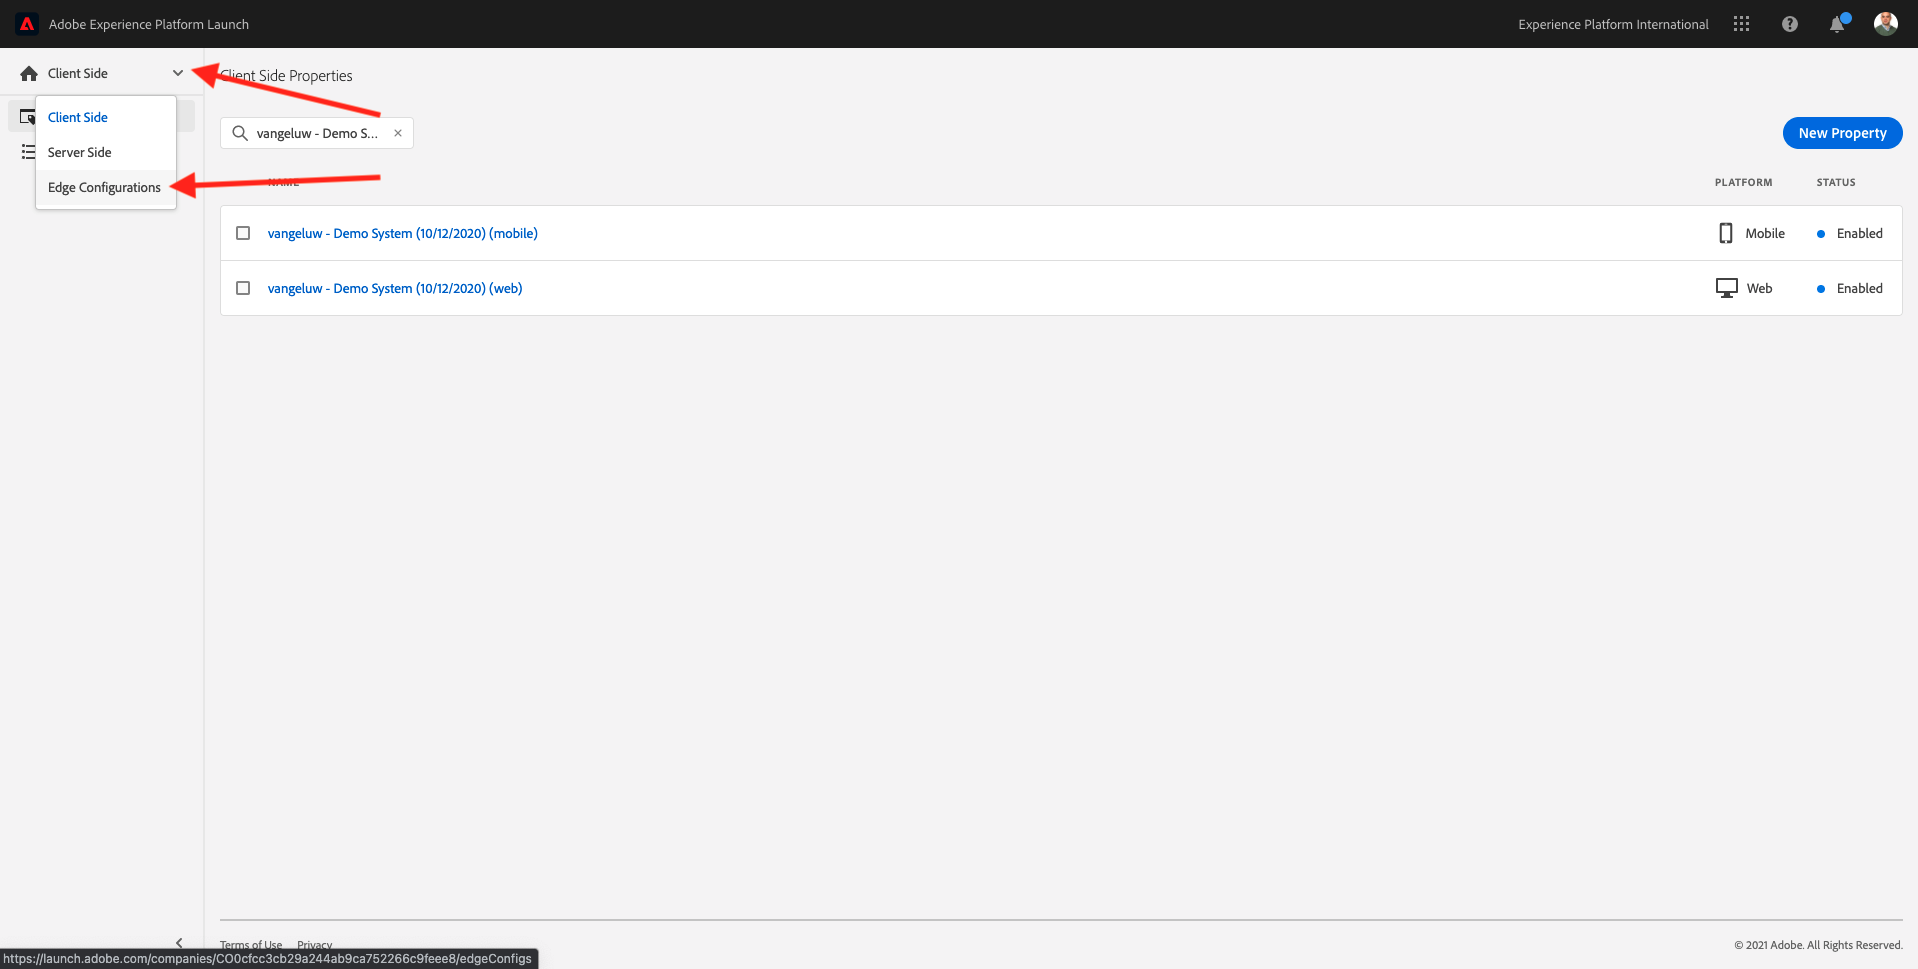 Adobe Experience Platform Launch
Experience Platform International
Client Side
Client Side Properties
Client Side
Server Side
Edge Configurations
vangeluw - Demo S...
New Property
NAME
PLATFORM
STATUS
vangeluw - Demo System (10/12/2020) (mobile)
Mobile
Enabled
vangeluw - Demo System (10/12/2020) (web)
Web
Enabled
Terms of Use
Privacy
© 2021 Adobe. All Rights Reserved.
https://launch.adobe.com/companies/CO0cfcc3cb29a244ab9ca752266c9feee8/edgeConfigs